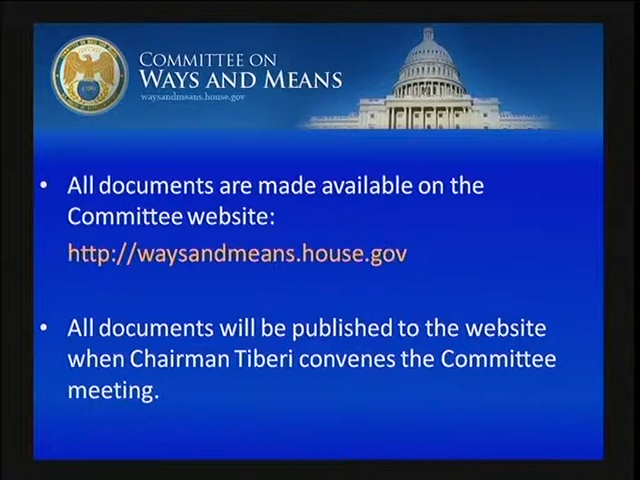 COMMITTEE ON
WAYS AND MEANS
waysandmeans.house.gov
• All documents are made available on the
Committee website:
http://waysandmeans.house.gov
• All documents will be published to the website
when Chairman Tiberi convenes the Committee
meeting.